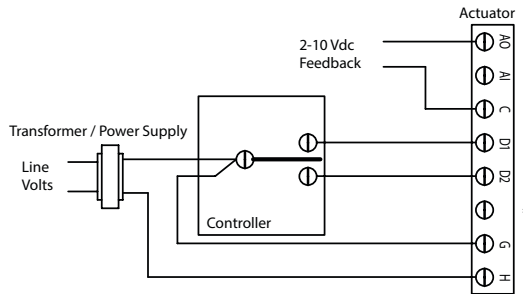 Actuator
2-10 Vdc
Feedback
AO
AI
C
D1
D2
G
H
Transformer / Power Supply
Line
Volts
Controller